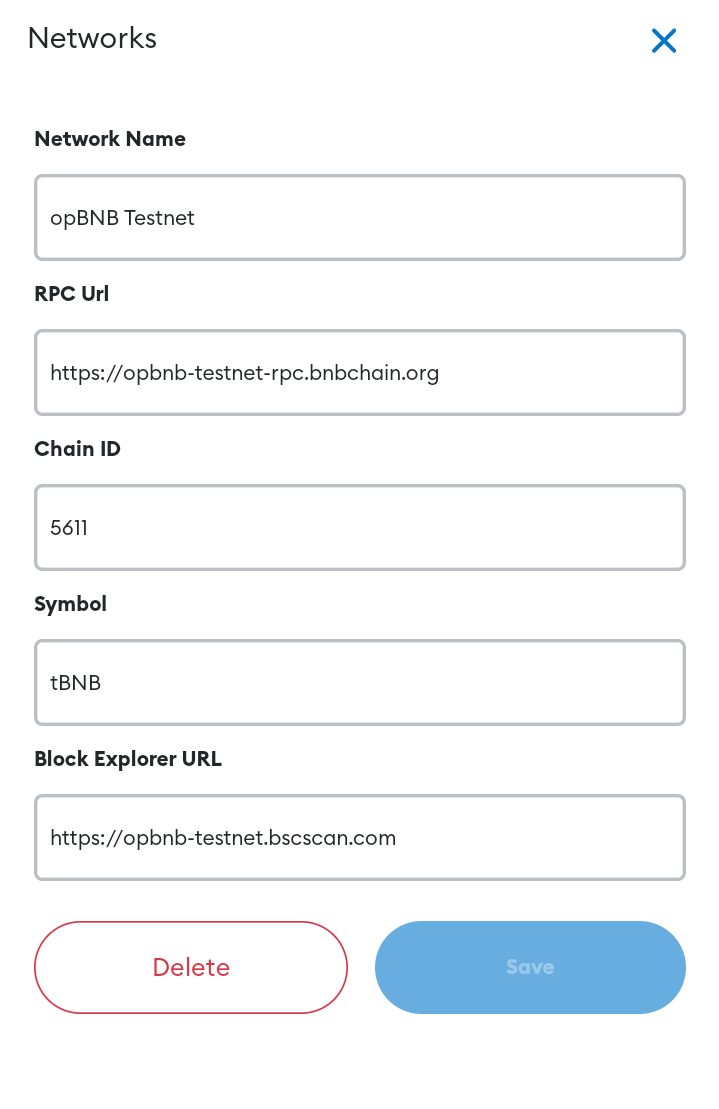 Networks
Network Name
opBNB Testnet
RPC Url
https://opbnb-testnet-rpc.bnbchain.org
Chain ID
5611
Symbol
tBNB
Block Explorer URL
https://opbnb-testnet.bscscan.com
Delete
Save